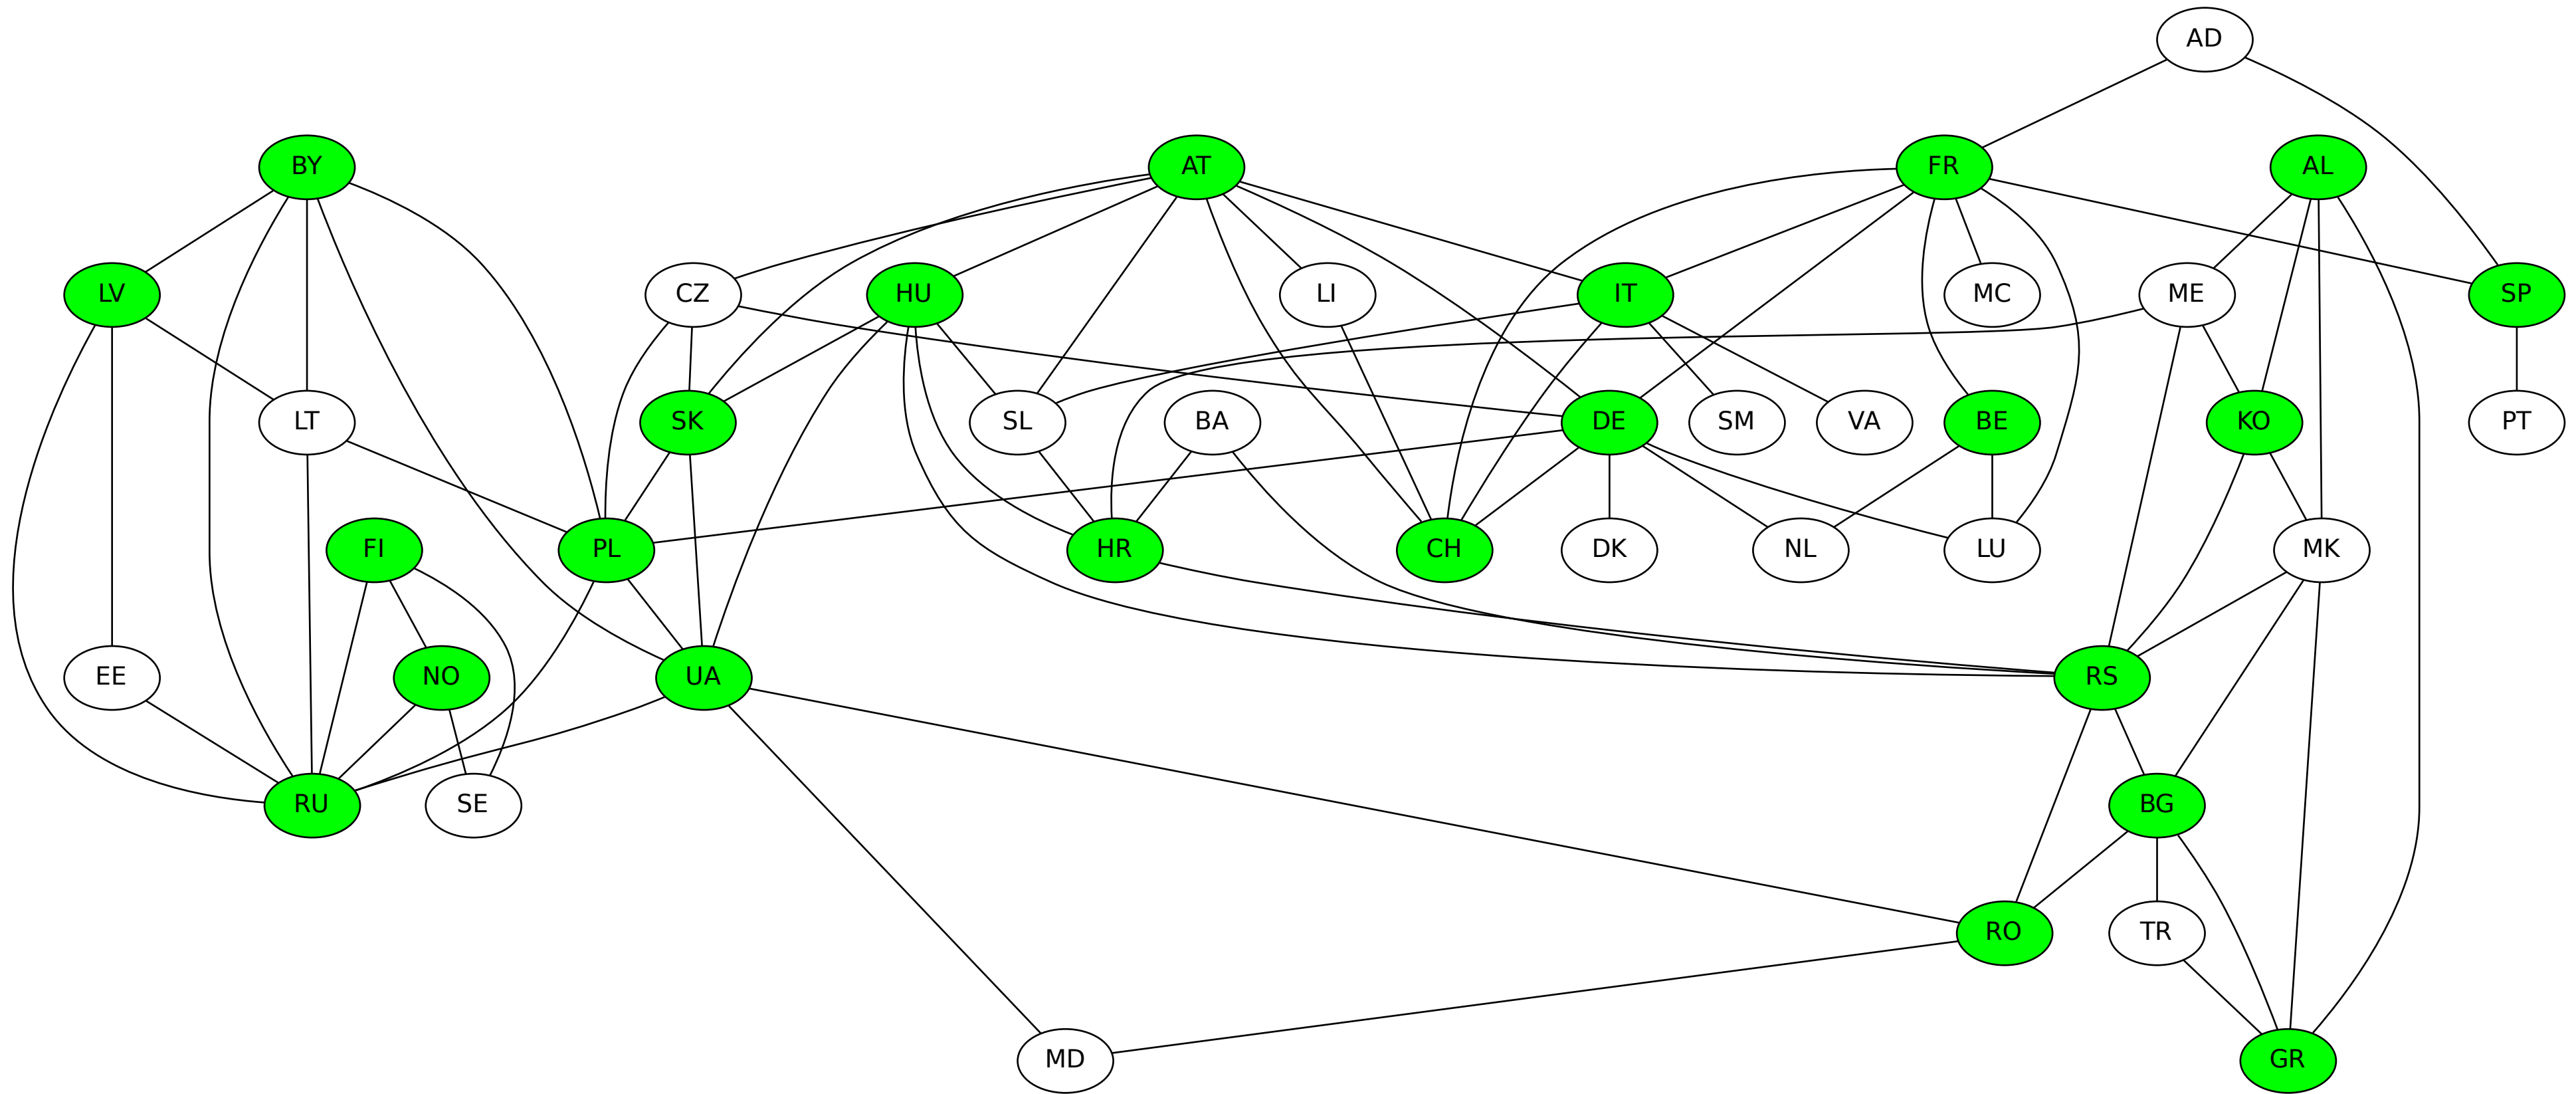 AD
BY
AT
FR
AL
LV
CZ
HU
LI
IT
MC
ME
SP
LT
SK
SL
BA
DE
SM
VA
BE
KO
PT
FI
PL
HR
CH
DK
NL
LU
MK
EE
NO
UA
RS
RU
SE
BG
RO
TR
MD
GR